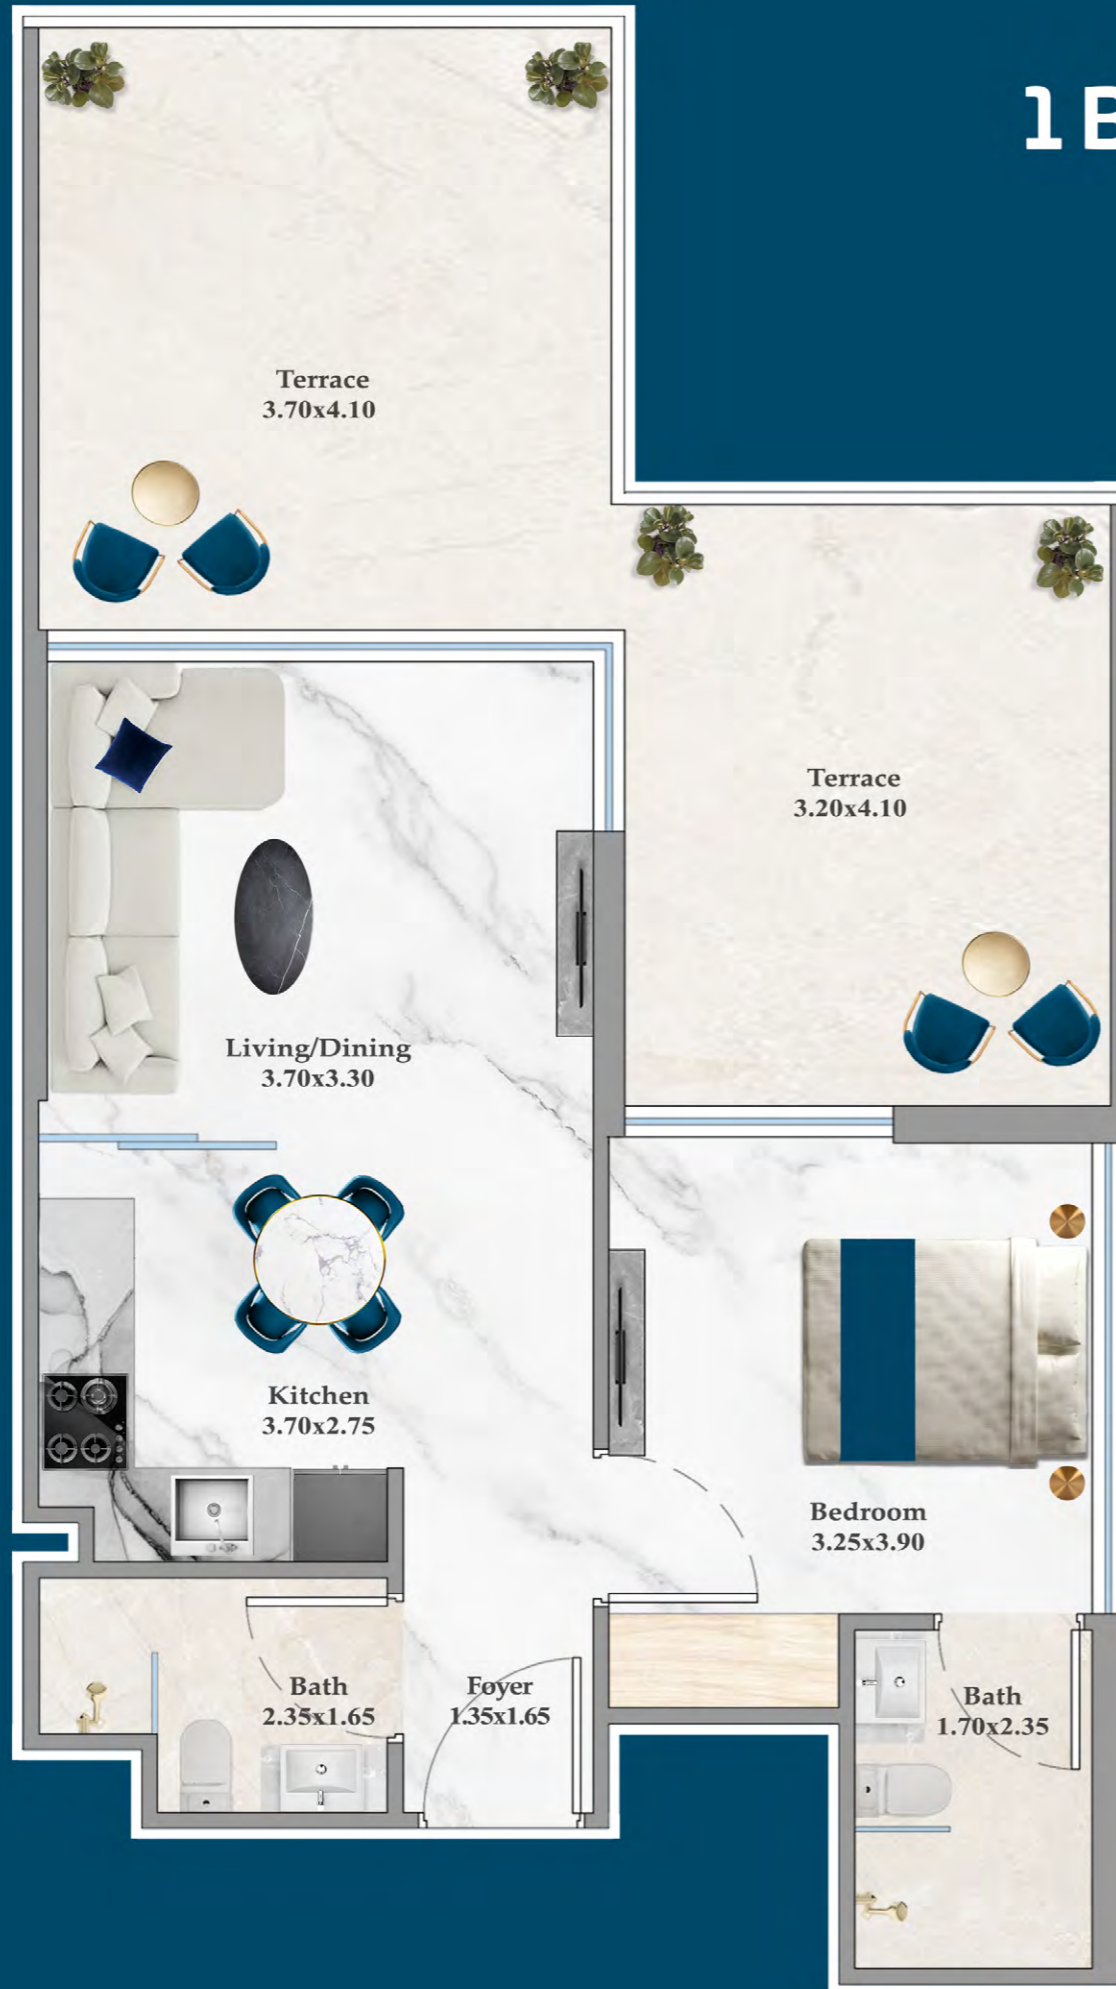 1 B
Terrace
3.70x4.10
Terrace
3.20x4.10
Living/Dining
3.70x3.30
Kitchen
3.70x2.75
Bedroom
3.25x3.90
Bath
2.35x1.65
Foyer
1.35x1.65
Bath
1.70x2.35